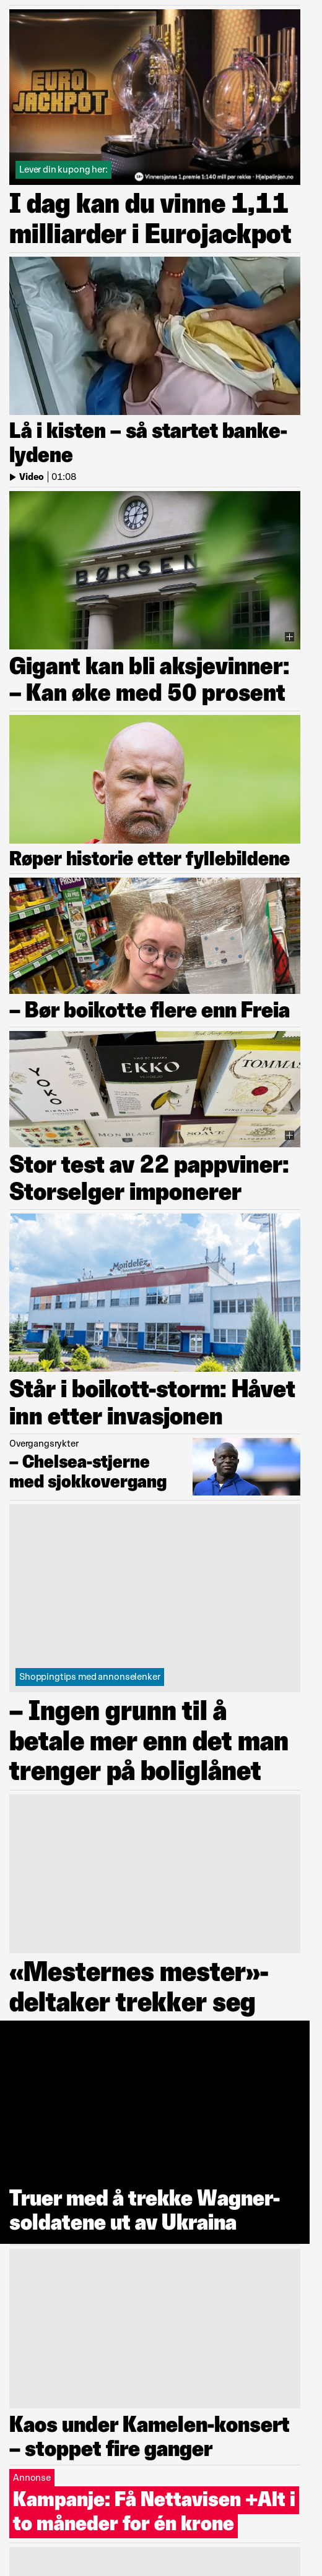 EURO
JACKPOT
Lever din kupong her:
18+ Vinnersjanse 1.premie 1:140 mill per rekke - Hjelpelinjen.no
I dag kan du vinne 1,11
milliarder i Eurojackpot
Lå i kisten – så startet banke-
lydene
Video | 01:08
BØRSEN
Gigant kan bli aksjevinner:
– Kan øke med 50 prosent
Røper historie etter fyllebildene
– Bør boikotte flere enn Freia
YOKO
EKKO
TOMMASI
MON BLANC
SOAVE
Stor test av 22 pappviner:
Storselger imponerer
Mondelēz
Står i boikott-storm: Håvet
inn etter invasjonen
Overgangsrykter
– Chelsea-stjerne
med sjokkovergang
Shoppingtips med annonselenker
– Ingen grunn til å
betale mer enn det man
trenger på boliglånet
«Mesternes mester»-
deltaker trekker seg
Truer med å trekke Wagner-
soldatene ut av Ukraina
Kaos under Kamelen-konsert
– stoppet fire ganger
Annonse
Kampanje: Få Nettavisen +Alt i
to måneder for én krone